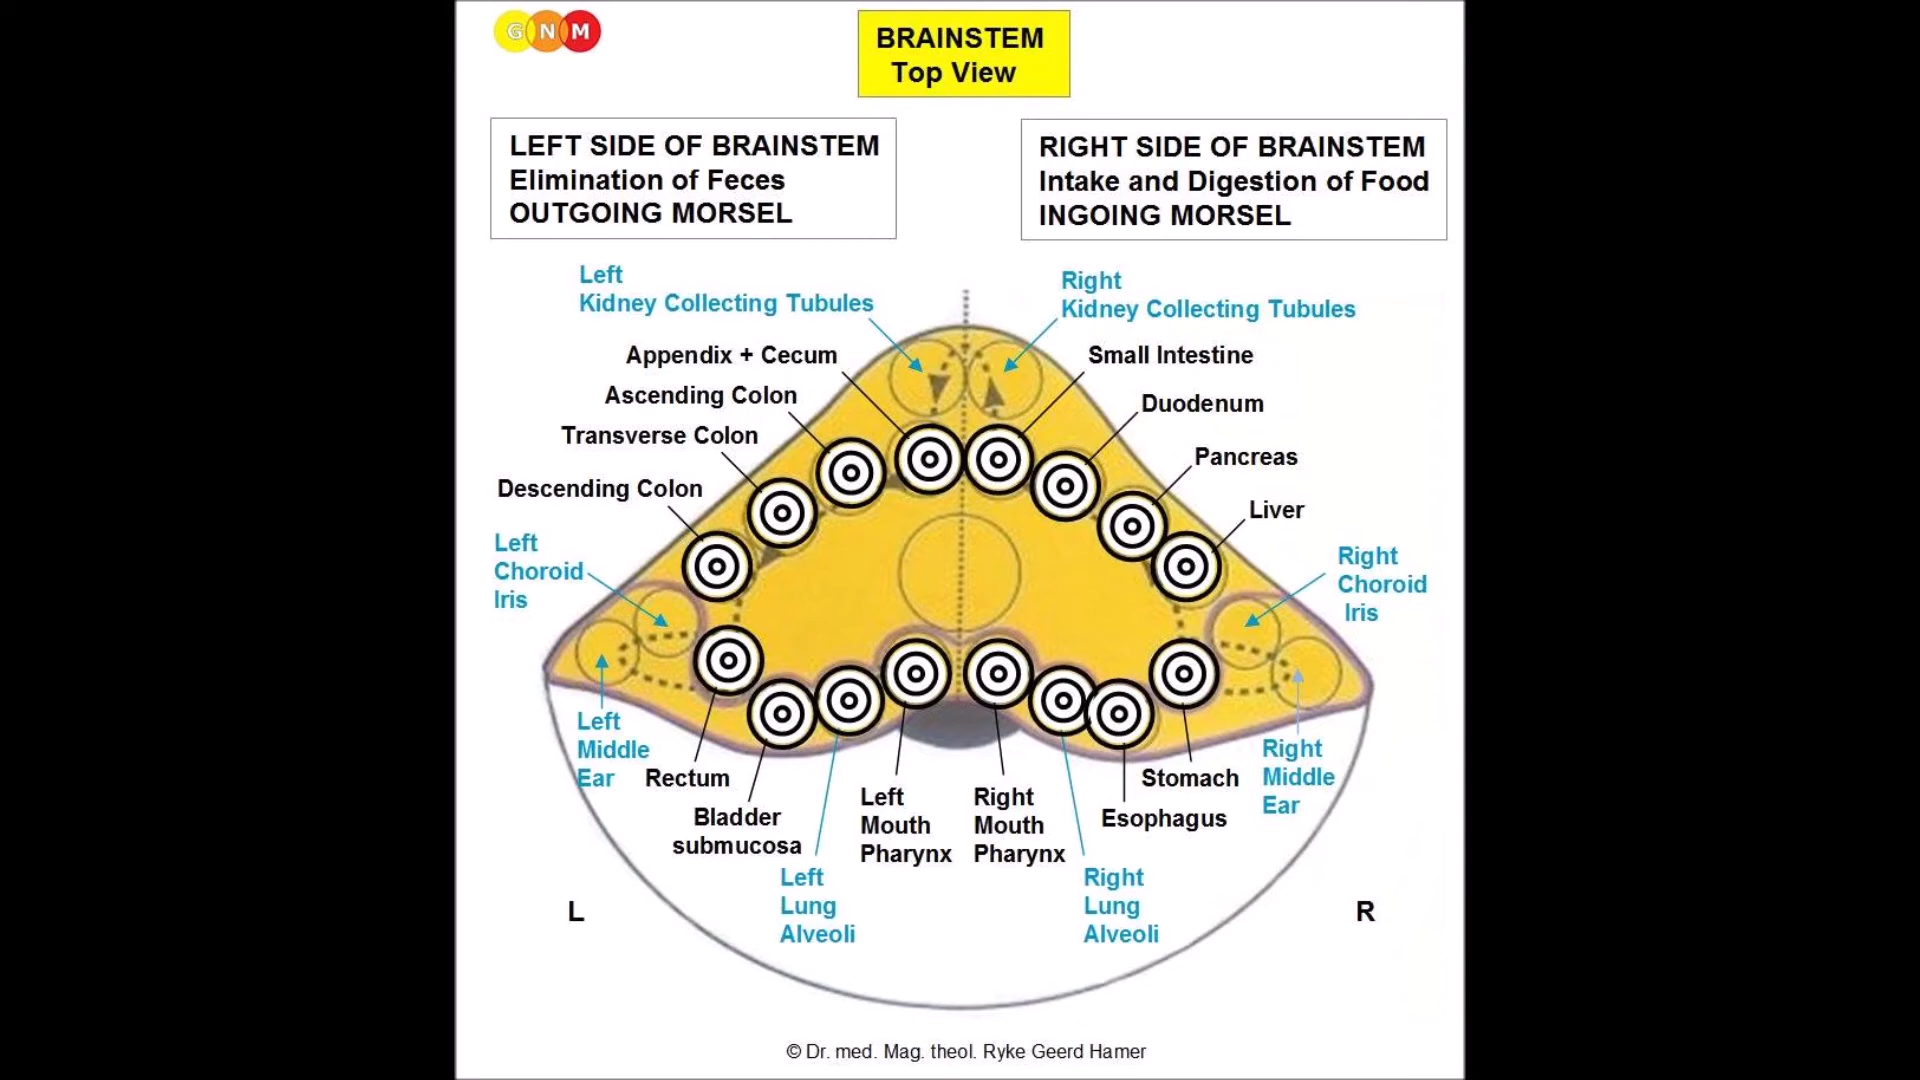 GNM
BRAINSTEM
Top View
LEFT SIDE OF BRAINSTEM
Elimination of Feces
OUTGOING MORSEL
RIGHT SIDE OF BRAINSTEM
Intake and Digestion of Food
INGOING MORSEL
Left
Kidney Collecting Tubules
Right
Kidney Collecting Tubules
Appendix + Cecum
Ascending Colon
Transverse Colon
Descending Colon
Small Intestine
Duodenum
Pancreas
Liver
Left
Choroid
Iris
Right
Choroid
Iris
Left
Middle
Ear
Rectum
Bladder
submucosa
Left
Lung
Alveoli
Left
Mouth
Pharynx
Right
Mouth
Pharynx
Right
Lung
Alveoli
Esophagus
Stomach
Right
Middle
Ear
L
R
© Dr. med. Mag. theol. Ryke Geerd Hamer